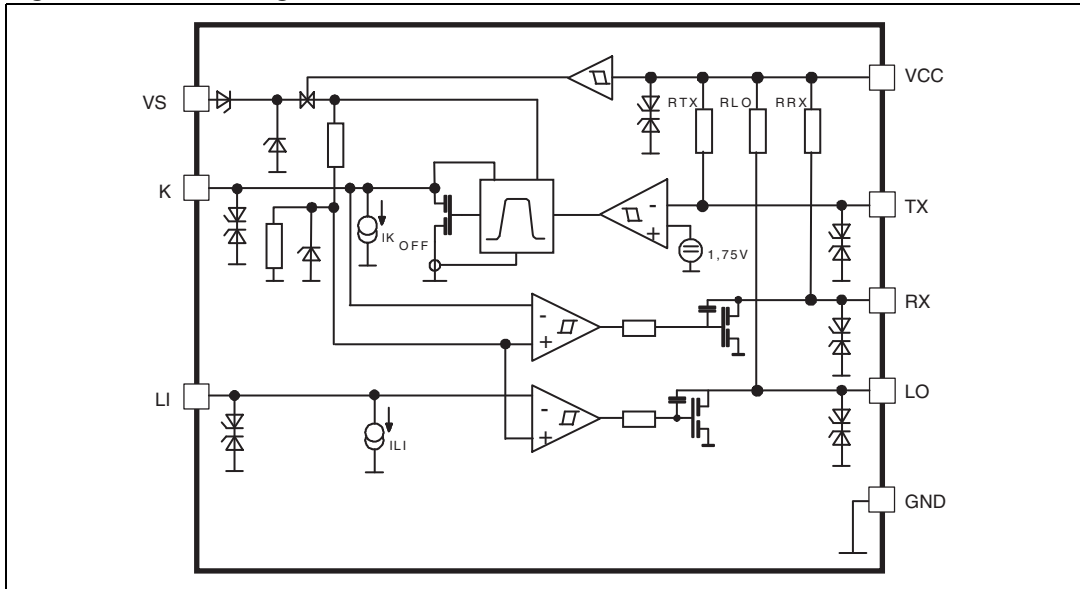 VCC
VS
RTX
RLO
RRX
K
TX
-
+
IK OFF
1,75V
RX
-
+
LI
LO
-
+
ILI
GND